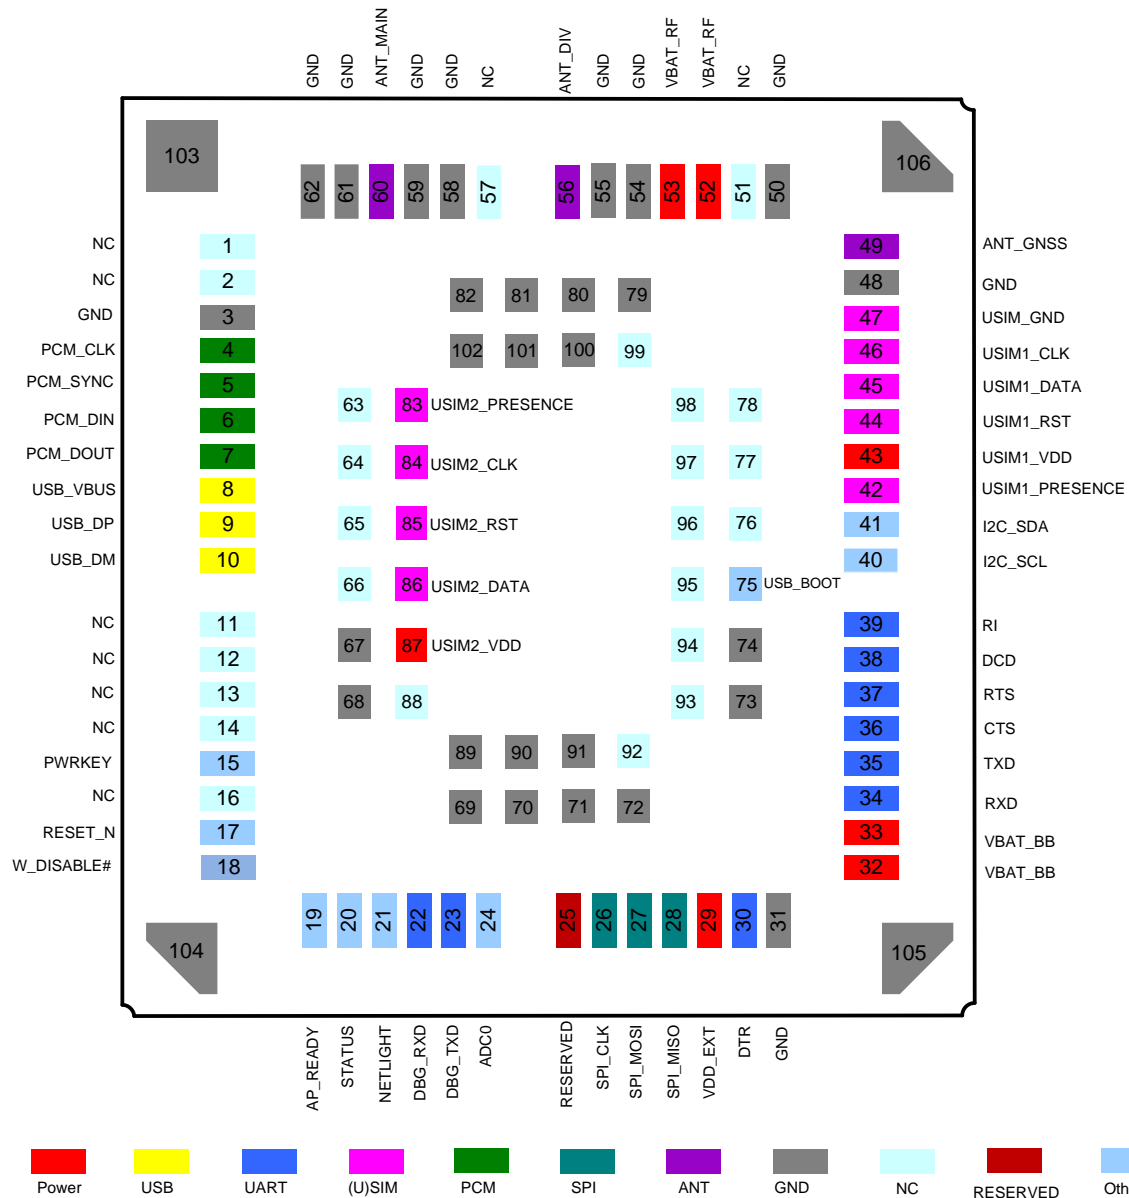 GND GND ANT_MAIN GND GND NC ANT_DIV GND GND VBAT_RF VBAT_RF NC GND
103 62 61 60 59 58 57 56 55 54 53 52 51 50 106
NC 1 49 ANT_GNSS
NC 2 82 81 80 79 48 GND
GND 3 47 USIM_GND
PCM_CLK 4 102 101 100 99 46 USIM1_CLK
PCM_SYNC 5 45 USIM1_DATA
63 83 USIM2_PRESENCE 98 78
PCM_DIN 6 44 USIM1_RST
PCM_DOUT 7 64 84 USIM2_CLK 97 77 43 USIM1_VDD
USB_VBUS 8 42 USIM1_PRESENCE
USB_DP 9 65 85 USIM2_RST 96 76 41 I2C_SDA
USB_DM 10 40 I2C_SCL
66 86 USIM2_DATA 95 75 USB_BOOT
NC 11 39 RI
67 87 USIM2_VDD 94 74
NC 12 38 DCD
NC 13 68 88 93 73 37 RTS
NC 14 36 CTS
89 90 91 92
PWRKEY 15 35 TXD
NC 16 69 70 71 72 34 RXD
RESET_N 17 33 VBAT_BB
W_DISABLE# 18 32 VBAT_BB
104 19 20 21 22 23 24 25 26 27 28 29 30 31 105
AP_READY STATUS NETLIGHT DBG_RXD DBG_TXD ADC0 RESERVED SPI_CLK SPI_MOSI SPI_MISO VDD_EXT DTR GND
Power USB UART (U)SIM PCM SPI ANT GND NC RESERVED Oth